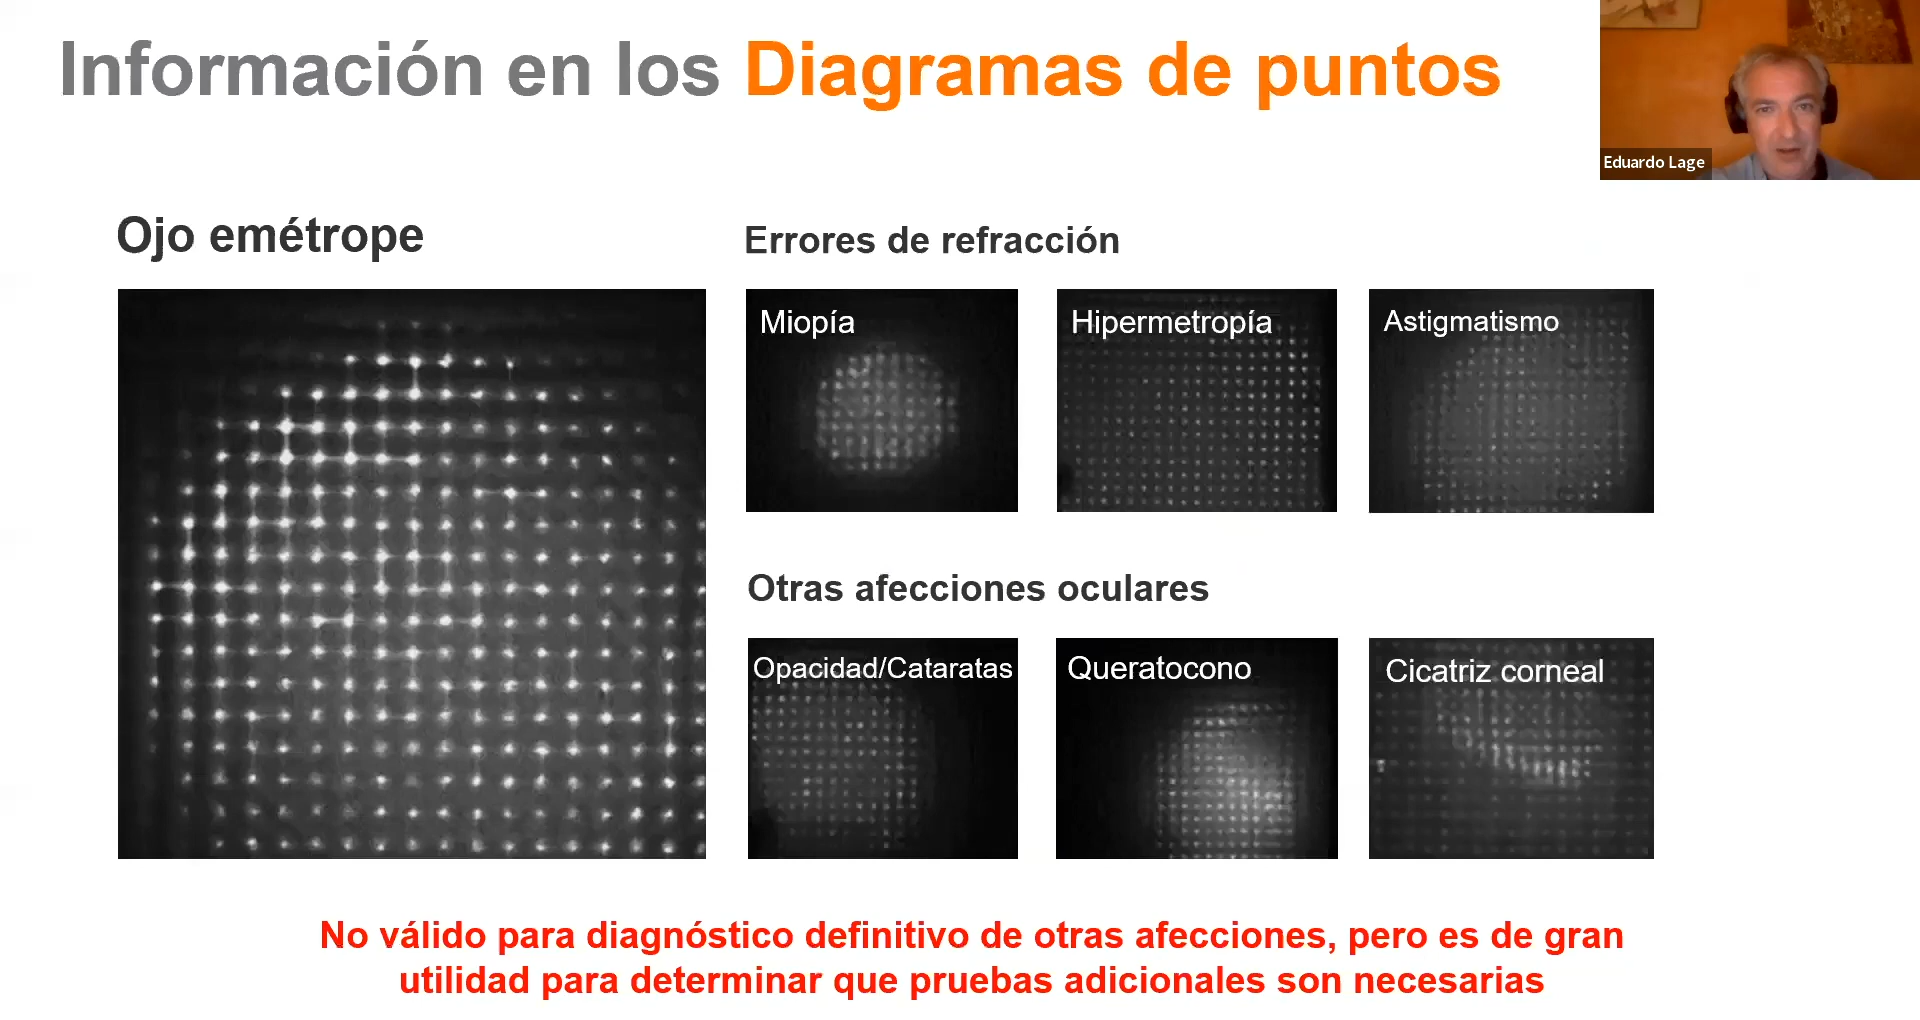 Información en los Diagramas de puntos
Eduardo Lage
Ojo emétrope
Errores de refracción
Miopía
Hipermetropía
Astigmatismo
Otras afecciones oculares
Opacidad/Cataratas
Queratocono
Cicatriz corneal
No válido para diagnóstico definitivo de otras afecciones, pero es de gran
utilidad para determinar que pruebas adicionales son necesarias